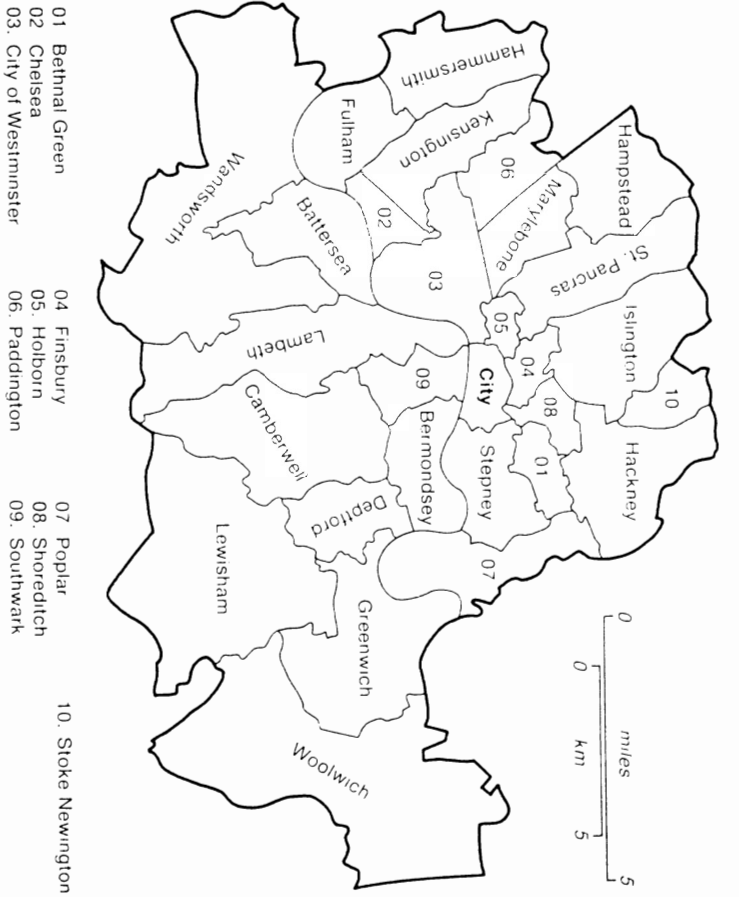 Hampstead
St. Pancras
Islington
10
Hackney
Hammersmith
Kensington
06
Marylebone
05
04
08
01
Fulham
02
03
City
Stepney
07
Wandsworth
Battersea
Lambeth
09
Bermondsey
Camberwell
Deptford
Greenwich
Lewisham
Woolwich
0 miles 5
0 km 5
01 Bethnal Green
02 Chelsea
03. City of Westminster
04 Finsbury
05. Holborn
06. Paddington
07 Poplar
08. Shoreditch
09. Southwark
10. Stoke Newington